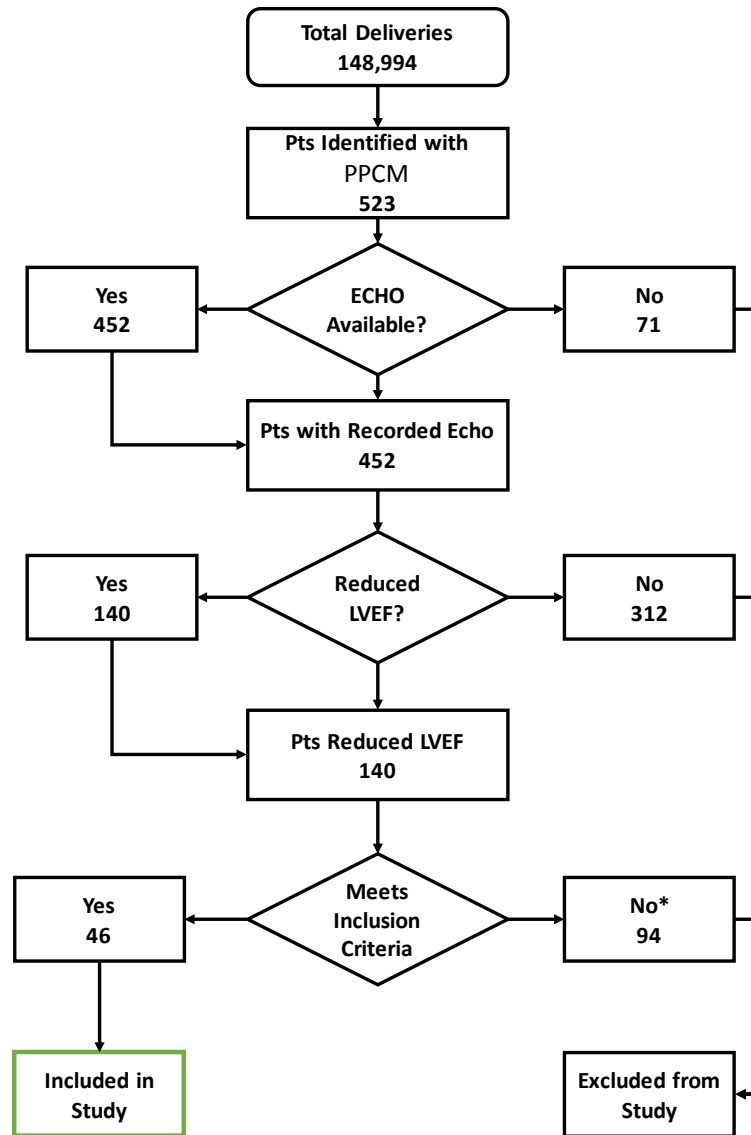 Total Deliveries
148,994
Pts Identified with
PPCM
523
ECHO
Available?
Yes
452
No
71
Pts with Recorded Echo
452
Reduced
LVEF?
Yes
140
No
312
Pts Reduced LVEF
140
Meets
Inclusion
Criteria
Yes
46
No*
94
Included in
Study
Excluded from
Study